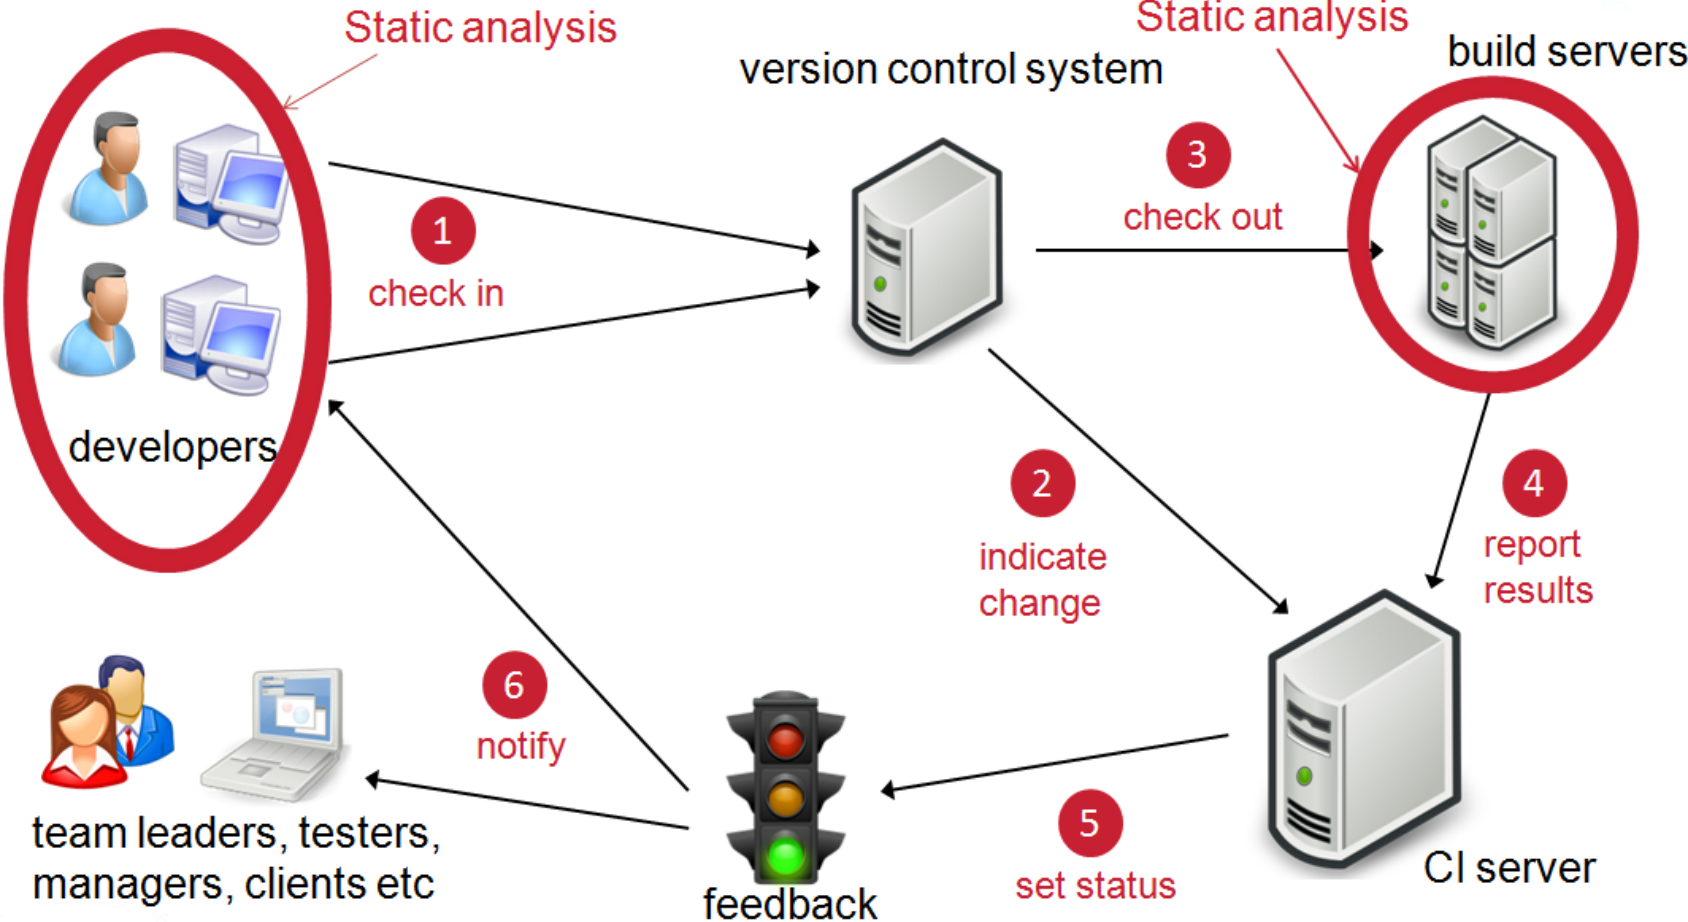 Static analysis
Static analysis
version control system
build servers
1
check in
3
check out
developers
2
indicate
change
4
report
results
6
notify
5
set status
team leaders, testers,
managers, clients etc
feedback
CI server